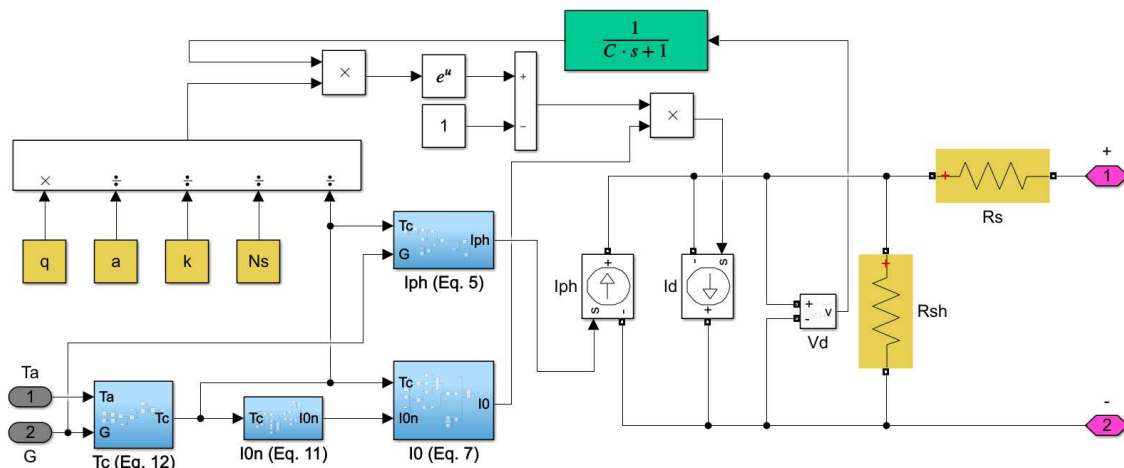 1
C · s + 1
×
eᵘ
+
−
1
×
× ÷ ÷ ÷ ÷
q a k Ns
Tc
G
Iph
Iph (Eq. 5)
+
-
s
Iph
-
+
s
Id
+
-
v
Vd
+
Rs
+
1
+
Rsh
-
2
Ta
1
2
G
Ta
G
Tc
Tc (Eq. 12)
Tc
I0n
I0n (Eq. 11)
Tc
I0n
I0
I0 (Eq. 7)